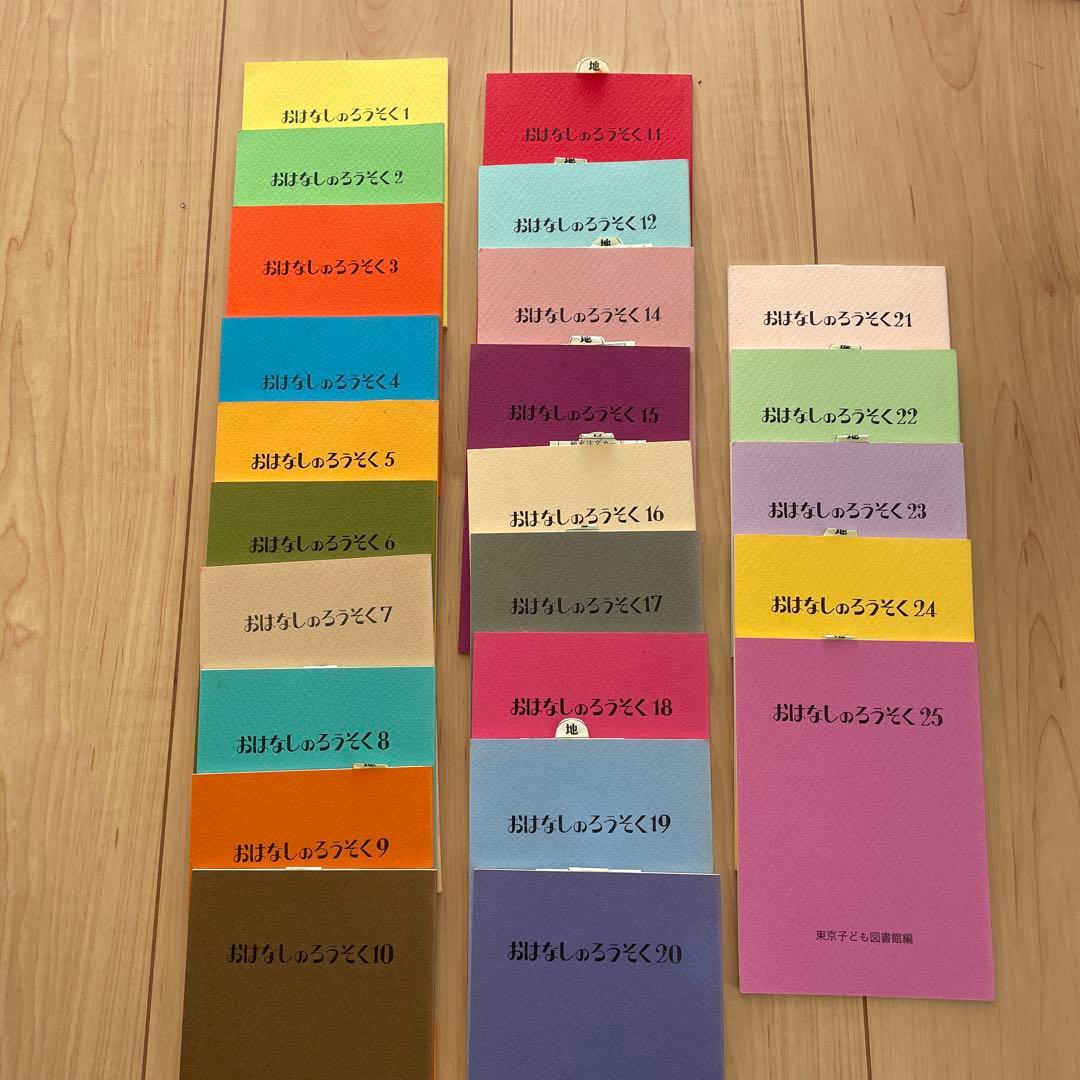 おはなしのろうそく1
おはなしのろうそく2
おはなしのろうそく3
おはなしのろうそく4
おはなしのろうそく5
おはなしのろうそく6
おはなしのろうそく7
おはなしのろうそく8
おはなしのろうそく9
おはなしのろうそく10
地
おはなしのろうそく11
地
おはなしのろうそく12
地
おはなしのろうそく14
地
おはなしのろうそく15
おはなしのろうそく16
おはなしのろうそく17
おはなしのろうそく18
地
おはなしのろうそく19
おはなしのろうそく20
おはなしのろうそく21
おはなしのろうそく22
地
おはなしのろうそく23
地
おはなしのろうそく24
地
おはなしのろうそく25
東京子ども図書館編